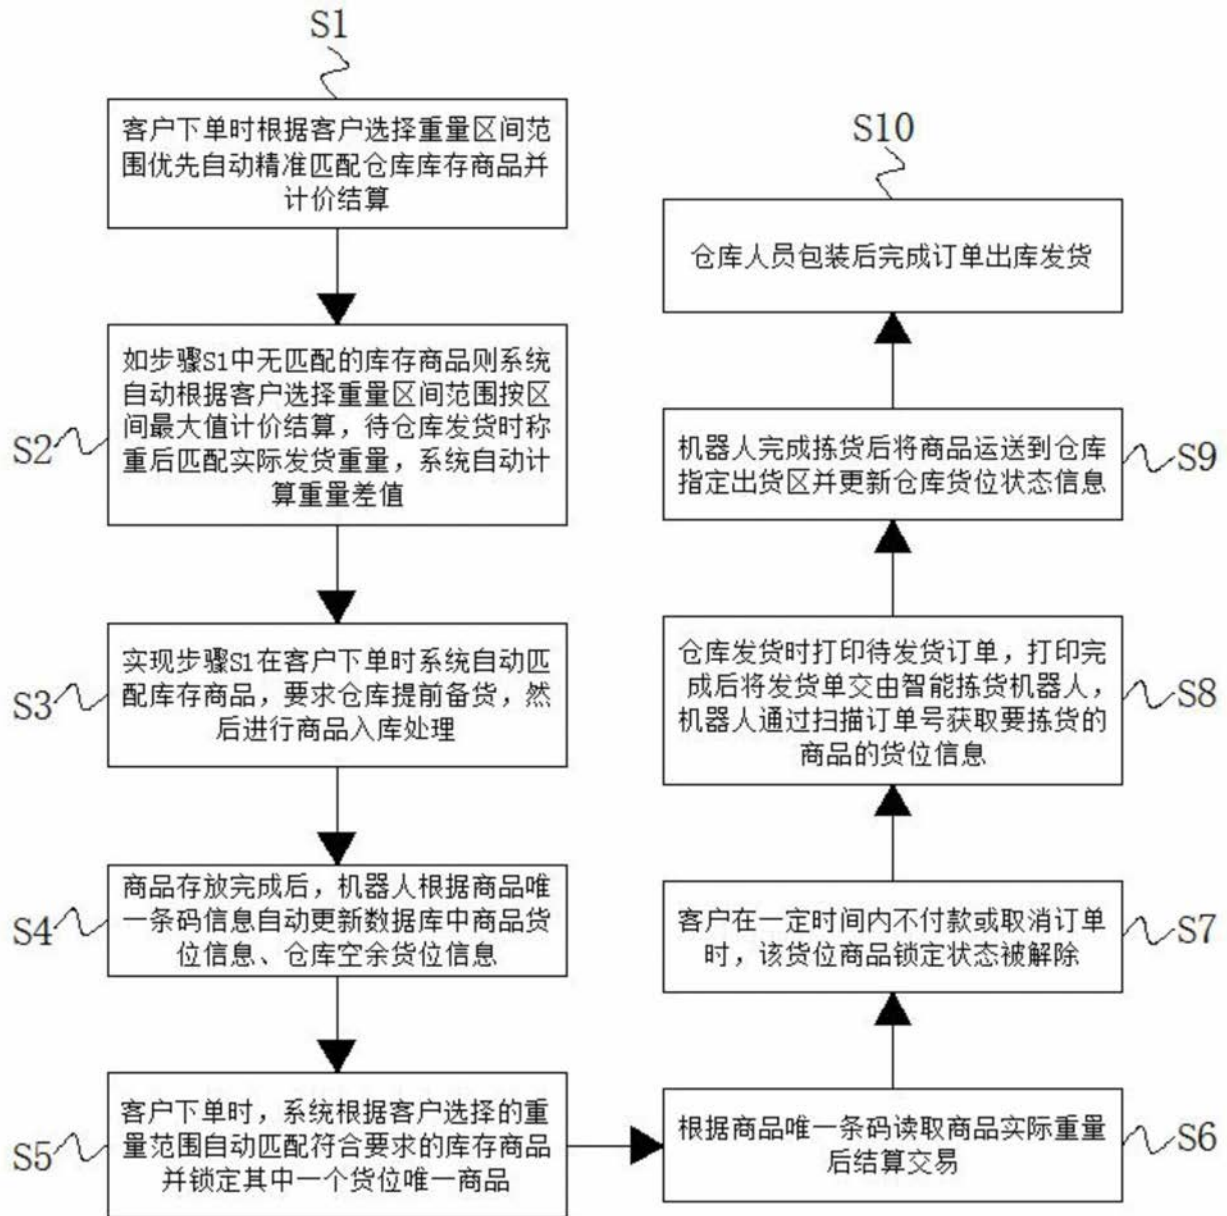 S1
客户下单时根据客户选择重量区间范
围优先自动精准匹配仓库库存商品并
计价结算
S2
如步骤S1中无匹配的库存商品则系统
自动根据客户选择重量区间范围按区
间最大值计价结算，待仓库发货时称
重后匹配实际发货重量，系统自动计
算重量差值
S3
实现步骤S1在客户下单时系统自动匹
配库存商品，要求仓库提前备货，然
后进行商品入库处理
S4
商品存放完成后，机器人根据商品唯
一条码信息自动更新数据库中商品货
位信息、仓库空余货位信息
S5
客户下单时，系统根据客户选择的重
量范围自动匹配符合要求的库存商品
并锁定其中一个货位唯一商品
S6
根据商品唯一条码读取商品实际重量
后结算交易
S7
客户在一定时间内不付款或取消订单
时，该货位商品锁定状态被解除
S8
仓库发货时打印待发货订单，打印完
成后将发货单交由智能拣货机器人，
机器人通过扫描订单号获取要拣货的
商品的货位信息
S9
机器人完成拣货后将商品运送到仓库
指定出货区并更新仓库货位状态信息
S10
仓库人员包装后完成订单出库发货